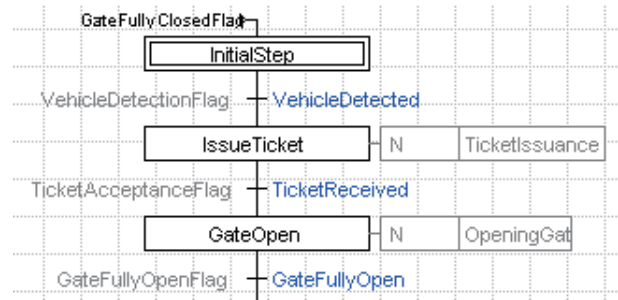 GateFullyClosedFlag
InitialStep
VehicleDetectionFlag VehicleDetected
IssueTicket N TicketIssuance
TicketAcceptanceFlag TicketReceived
GateOpen N OpeningGat
GateFullyOpenFlag GateFullyOpen